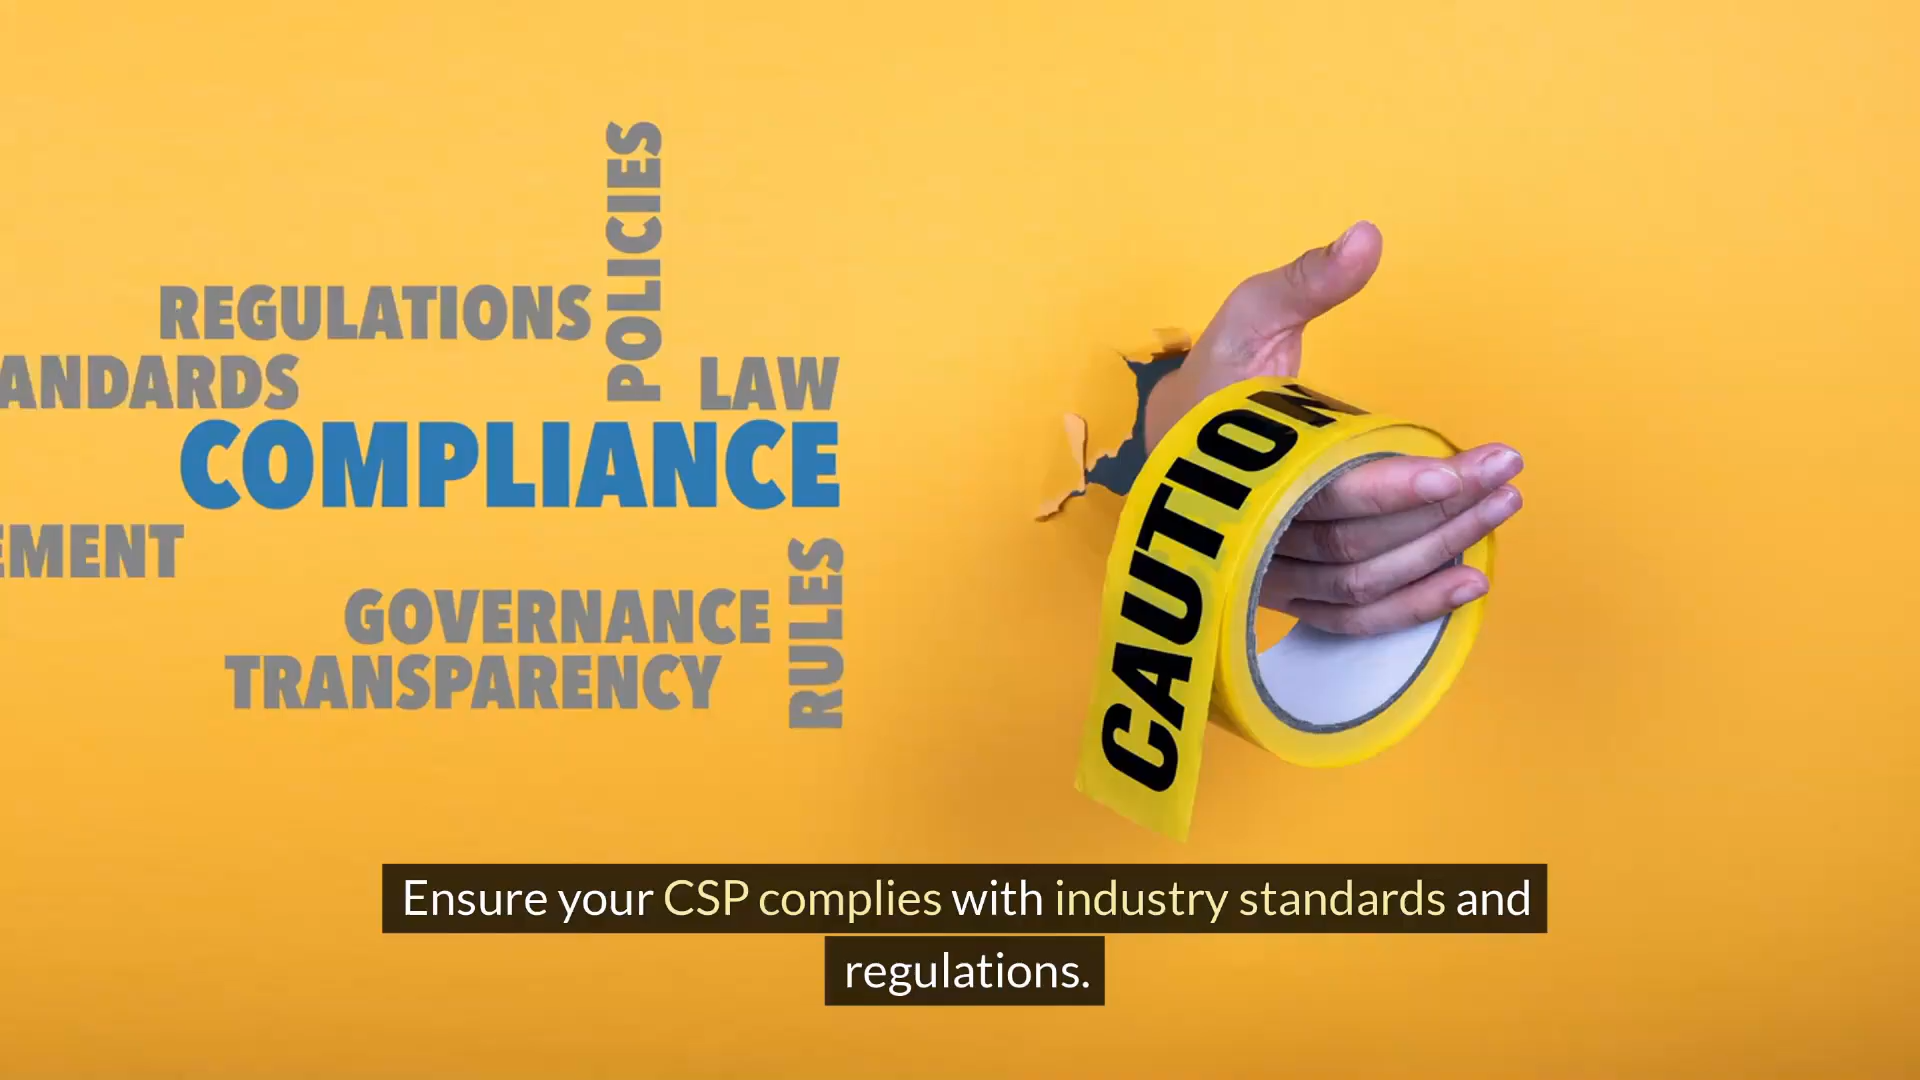 POLICIES
REGULATIONS
ANDARDS
LAW
COMPLIANCE
EMENT
GOVERNANCE
RULES
TRANSPARENCY
CAUTION
Ensure your CSP complies with industry standards and
regulations.